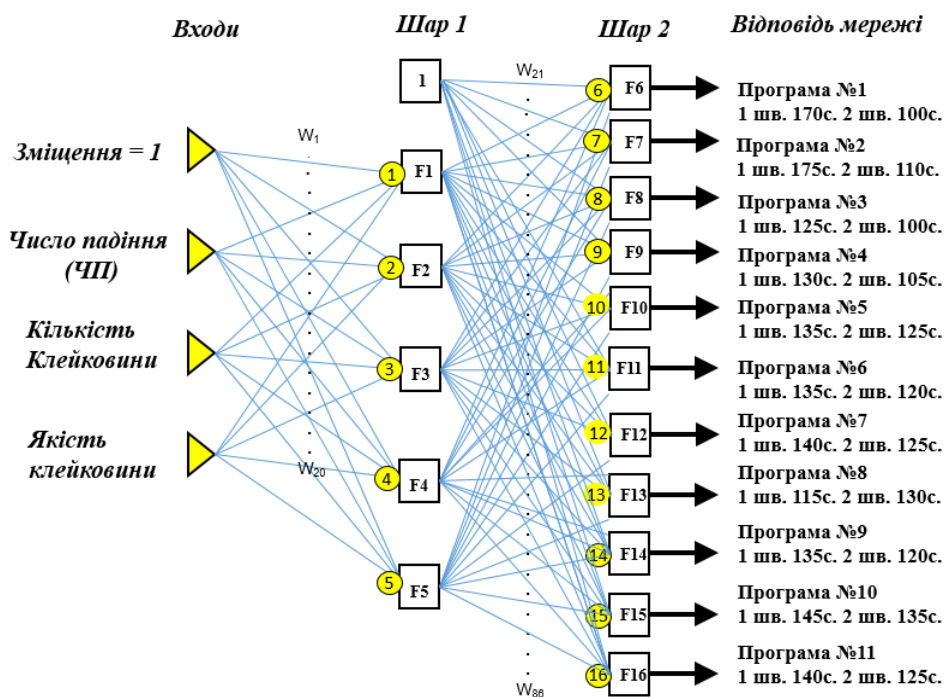 Входи
Шар 1
Шар 2
Відповідь мережі
Зміщення = 1
Число падіння
(ЧП)
Кількість
Клейковини
Якість
клейковини
W1
W20
1
1
F1
2
F2
3
F3
4
F4
5
F5
W21
W86
6
F6
7
F7
8
F8
9
F9
10
F10
11
F11
12
F12
13
F13
14
F14
15
F15
16
F16
Програма №1
1 шв. 170с. 2 шв. 100с.
Програма №2
1 шв. 175с. 2 шв. 110с.
Програма №3
1 шв. 125с. 2 шв. 100с.
Програма №4
1 шв. 130с. 2 шв. 105с.
Програма №5
1 шв. 135с. 2 шв. 125с.
Програма №6
1 шв. 135с. 2 шв. 120с.
Програма №7
1 шв. 140с. 2 шв. 125с.
Програма №8
1 шв. 115с. 2 шв. 130с.
Програма №9
1 шв. 135с. 2 шв. 120с.
Програма №10
1 шв. 145с. 2 шв. 135с.
Програма №11
1 шв. 140с. 2 шв. 125с.